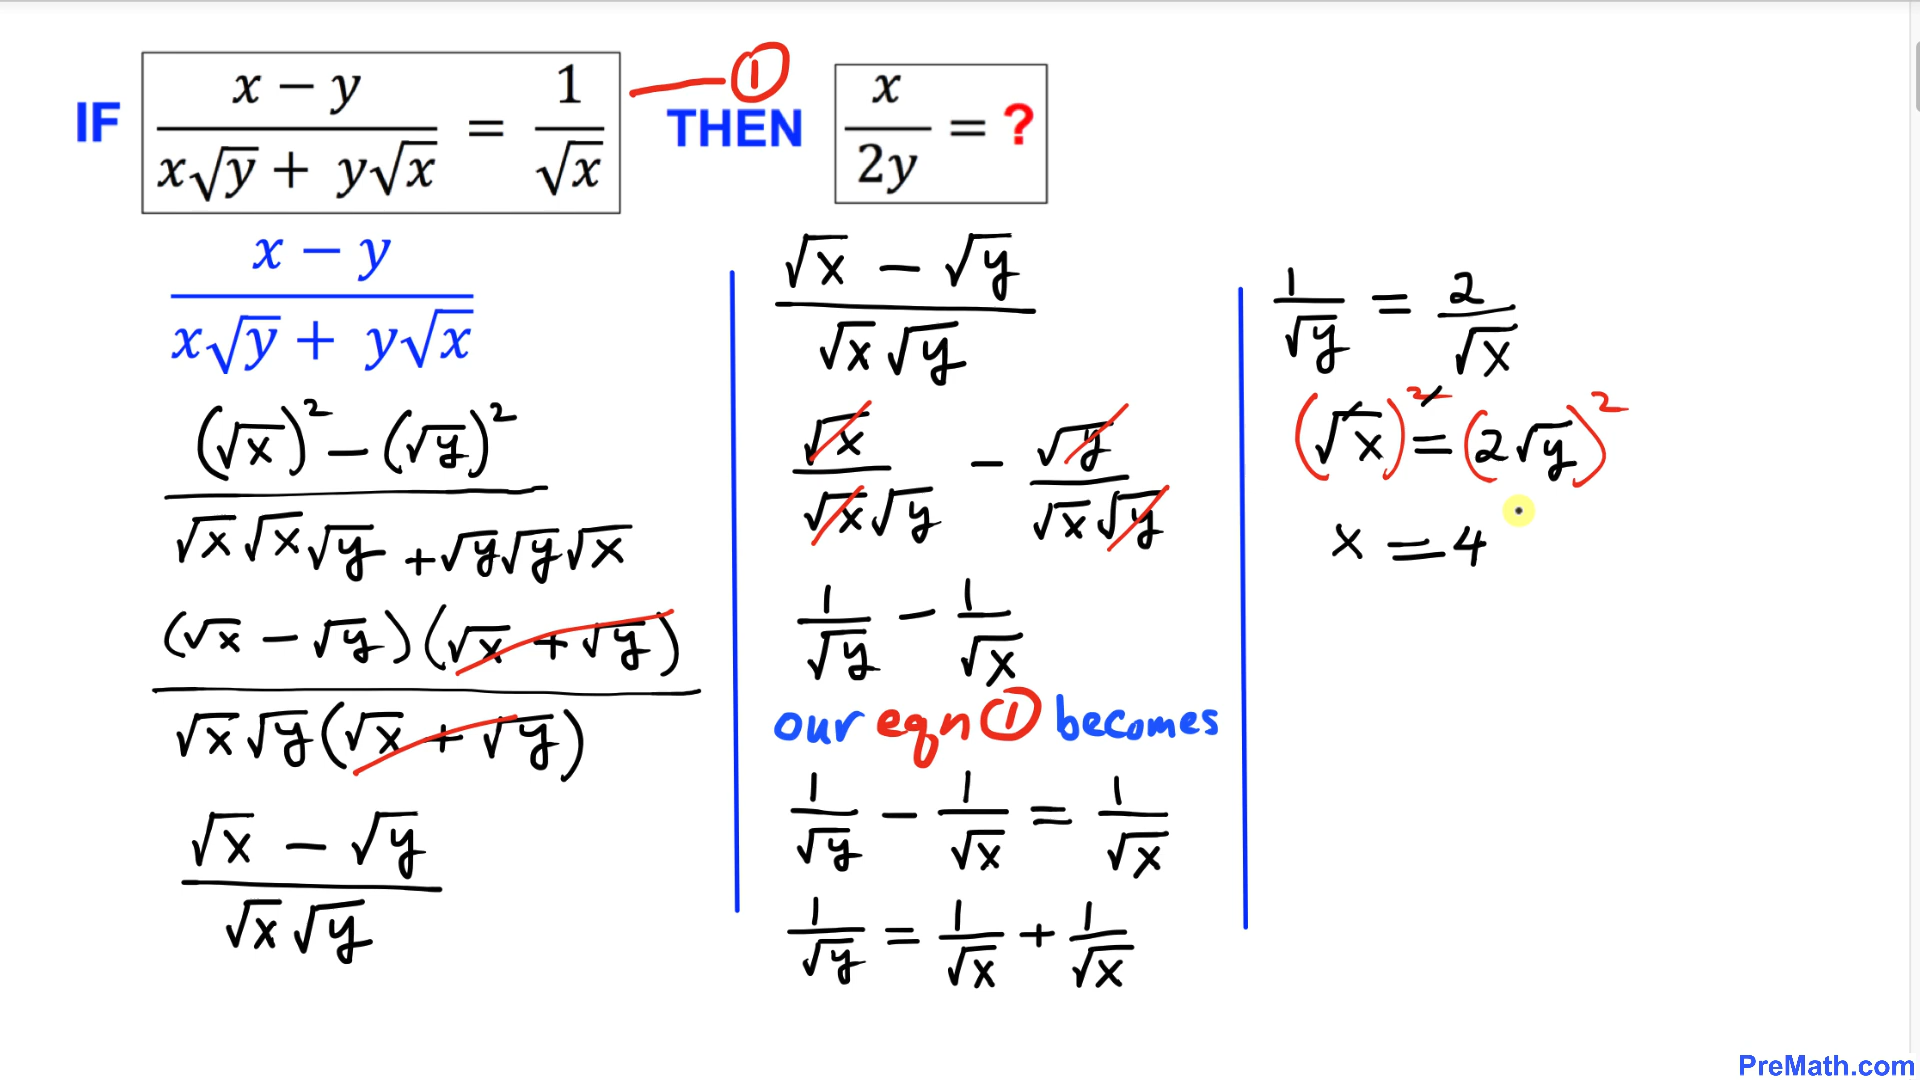 IF (x − y)/(x√y + y√x) = 1/√x ① THEN x/2y = ?
(x − y)/(x√y + y√x)
((√x)² − (√y)²)/(√x√x√y + √y√y√x)
((√x − √y)(√x + √y))/(√x√y(√x + √y))
(√x − √y)/(√x√y)
(√x − √y)/(√x√y)
√x/(√x√y) − √y/(√x√y)
1/√y − 1/√x
our eqn ① becomes
1/√y − 1/√x = 1/√x
1/√y = 1/√x + 1/√x
1/√y = 2/√x
(√x)² = (2√y)²
x = 4
PreMath.com